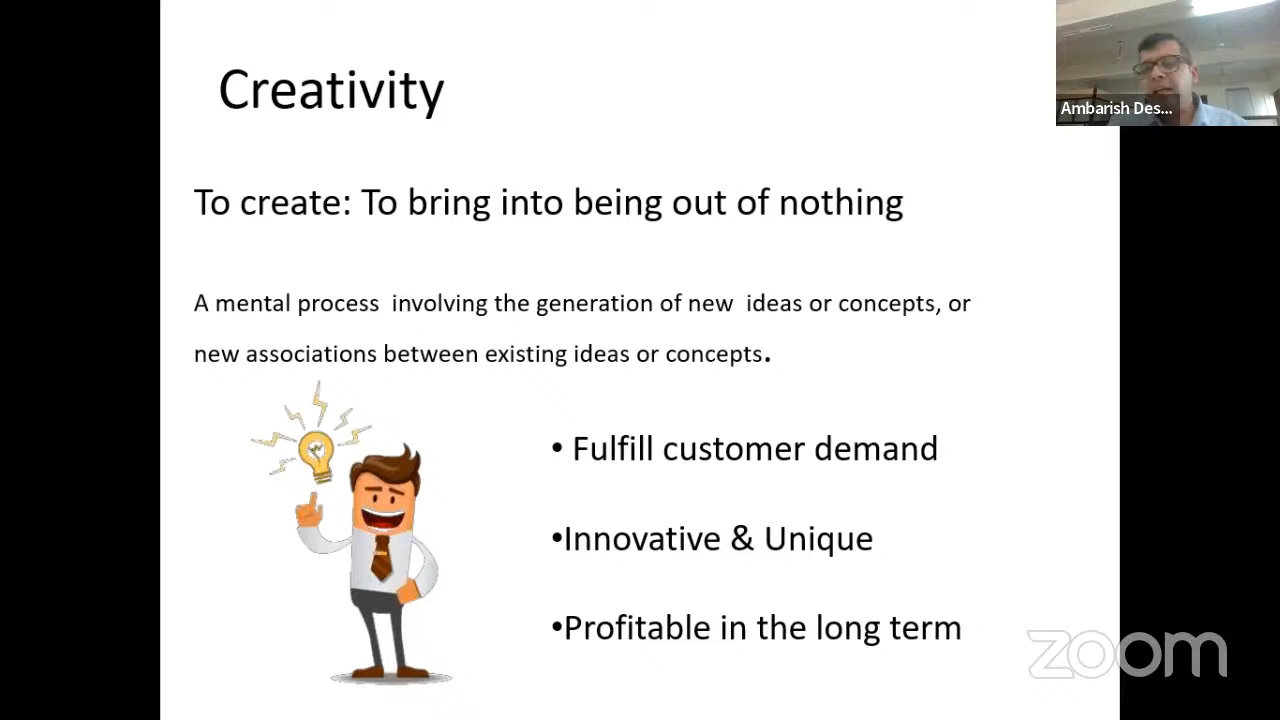 Creativity
Ambarish Des...
To create: To bring into being out of nothing
A mental process involving the generation of new ideas or concepts, or
new associations between existing ideas or concepts.
• Fulfill customer demand
•Innovative & Unique
•Profitable in the long term
zoom